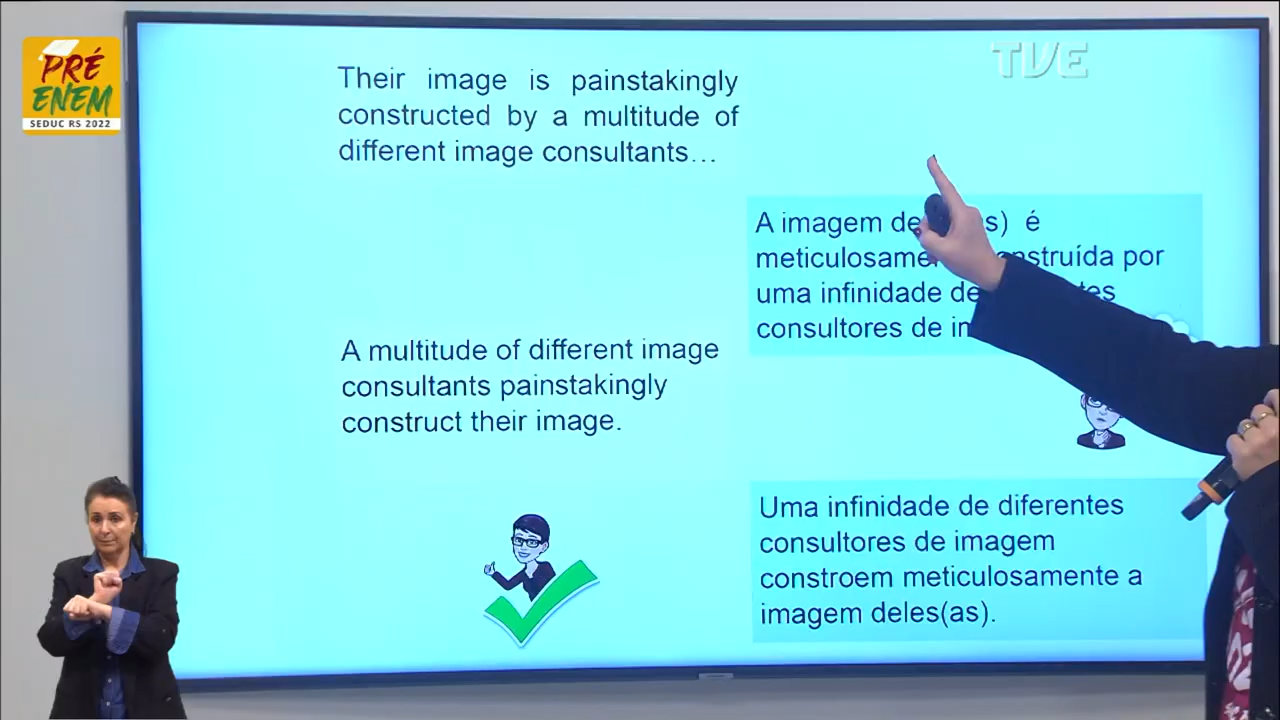 PRÉ
ENEM
SEDUC RS 2022
TVE
Their image is painstakingly
constructed by a multitude of
different image consultants…
A imagem é
por
uma infinidade
consultores de
A multitude of different image
consultants painstakingly
construct their image.
Uma infinidade de diferentes
consultores de imagem
constroem meticulosamente a
imagem deles(as).